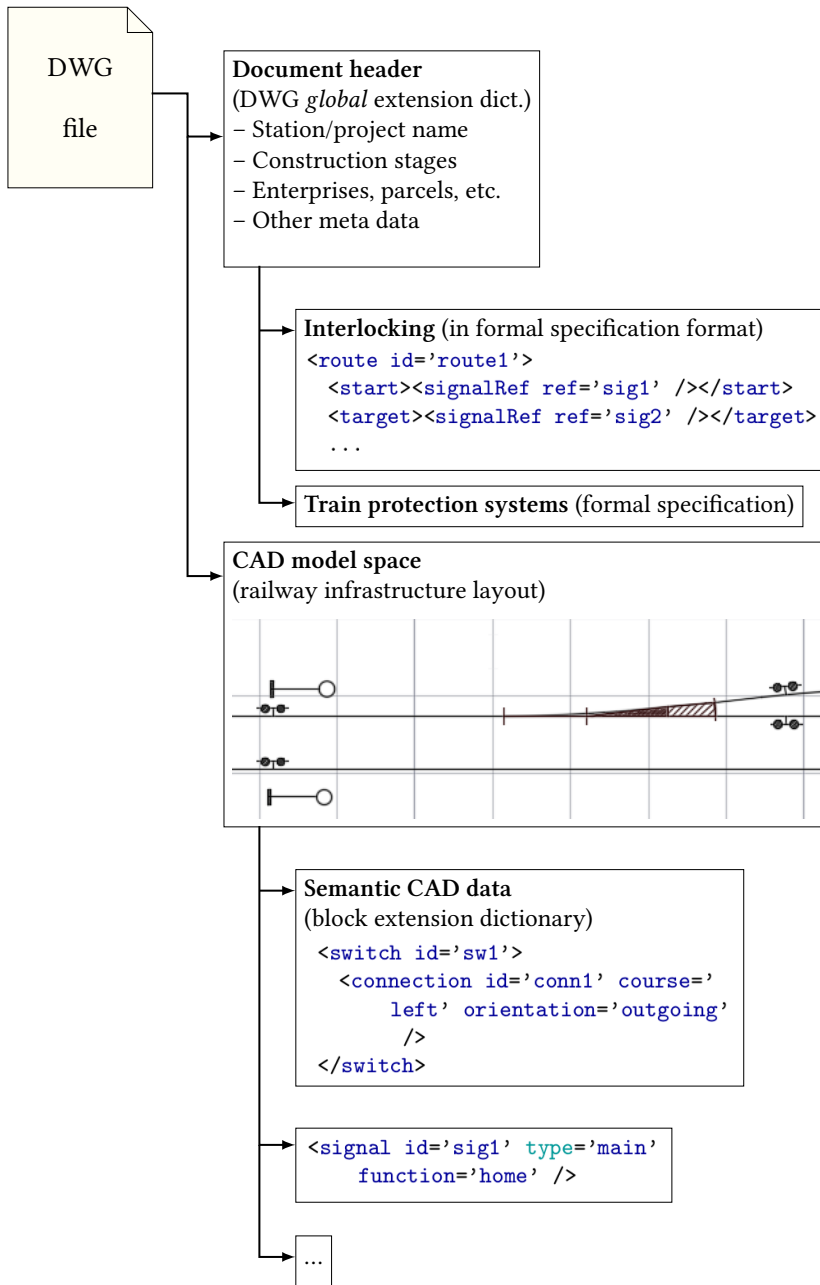 DWG
file
Document header
(DWG global extension dict.)
– Station/project name
– Construction stages
– Enterprises, parcels, etc.
– Other meta data
Interlocking (in formal specification format)
<route id=’route1’>
<start><signalRef ref=’sig1’ /></start>
<target><signalRef ref=’sig2’ /></target>
...
Train protection systems (formal specification)
CAD model space
(railway infrastructure layout)
Semantic CAD data
(block extension dictionary)
<switch id=’sw1’>
<connection id=’conn1’ course=’
left’ orientation=’outgoing’
/>
</switch>
<signal id=’sig1’ type=’main’
function=’home’ />
...